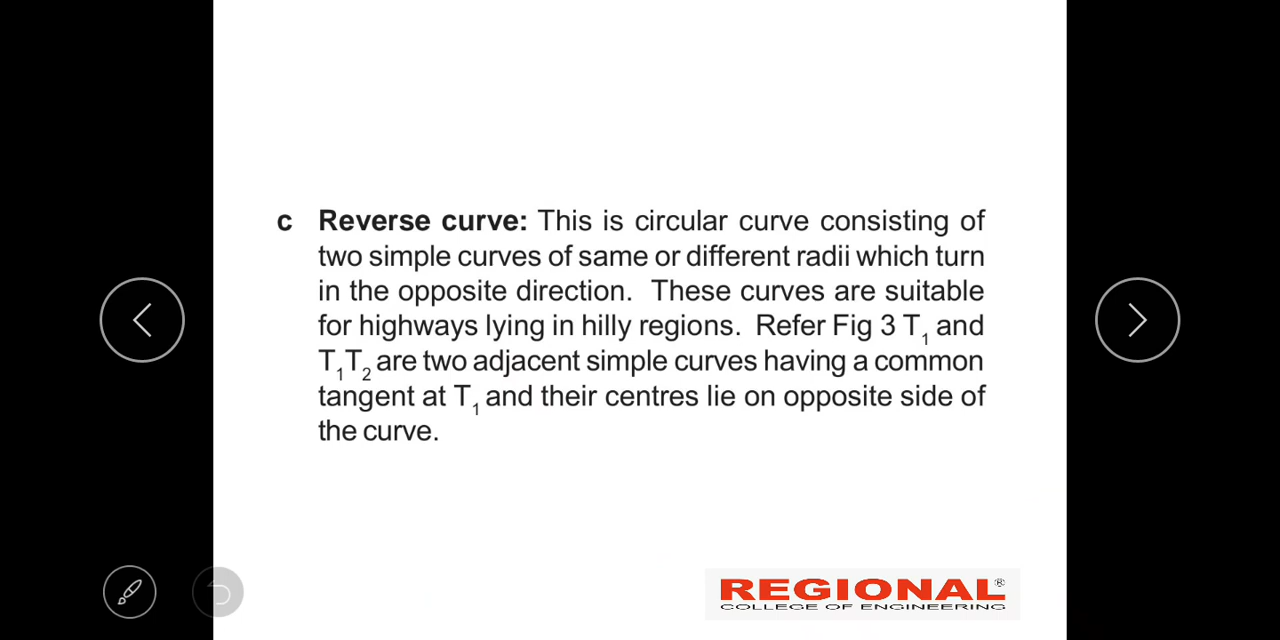 c Reverse curve: This is circular curve consisting of
two simple curves of same or different radii which turn
in the opposite direction. These curves are suitable
for highways lying in hilly regions. Refer Fig 3 T₁ and
T₁T₂ are two adjacent simple curves having a common
tangent at T₁ and their centres lie on opposite side of
the curve.
REGIONAL®
COLLEGE OF ENGINEERING